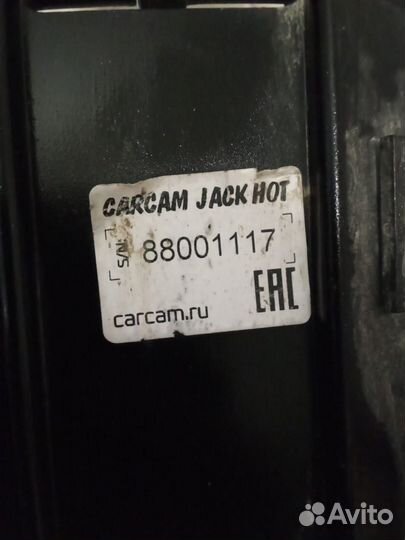 CARCAM JACK HOT
S/N:
88001117
EAC
carcam.ru
Avito